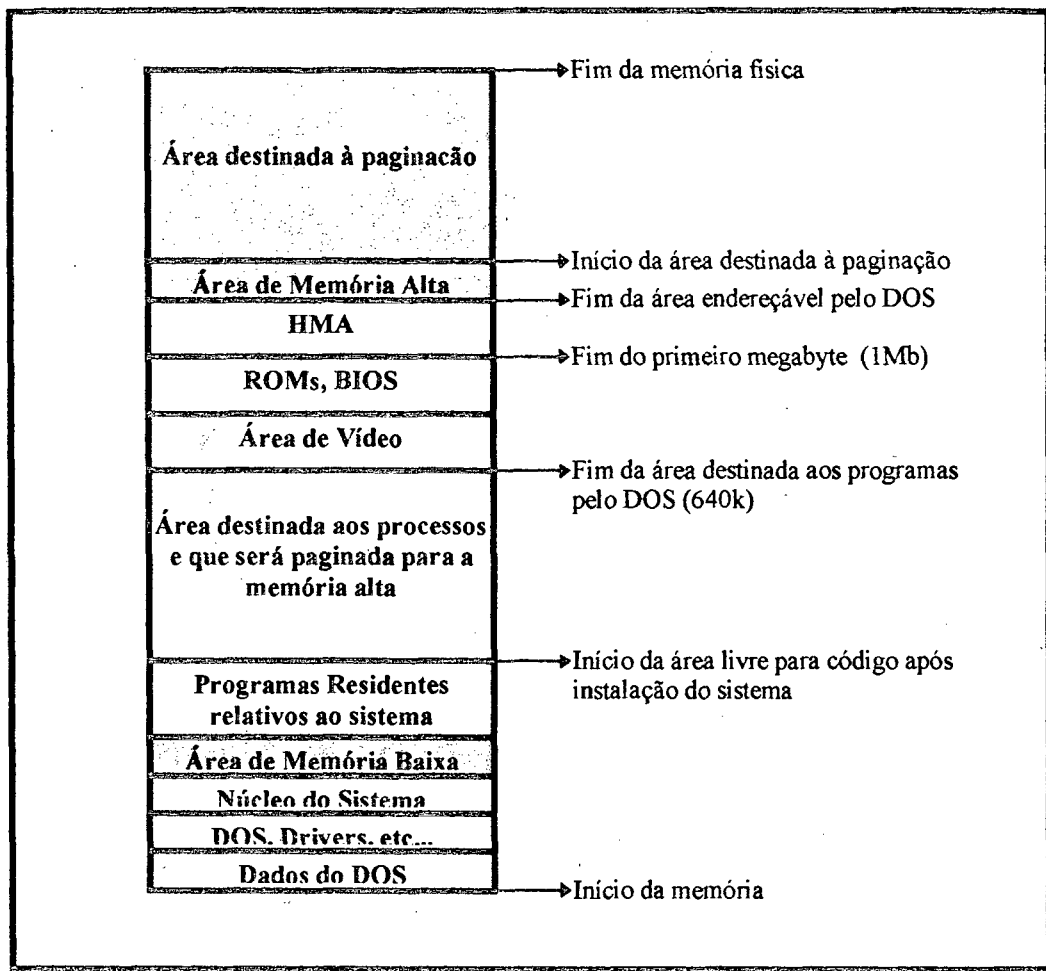 Fim da memória fisica
Área destinada à paginacão
Início da área destinada à paginação
Área de Memória Alta
Fim da área endereçável pelo DOS
HMA
Fim do primeiro megabyte (1Mb)
ROMs, BIOS
Área de Vídeo
Fim da área destinada aos programas
pelo DOS (640k)
Área destinada aos processos
e que será paginada para a
memória alta
Início da área livre para código após
instalação do sistema
Programas Residentes
relativos ao sistema
Área de Memória Baixa
Núcleo do Sistema
DOS, Drivers, etc...
Dados do DOS
Início da memória